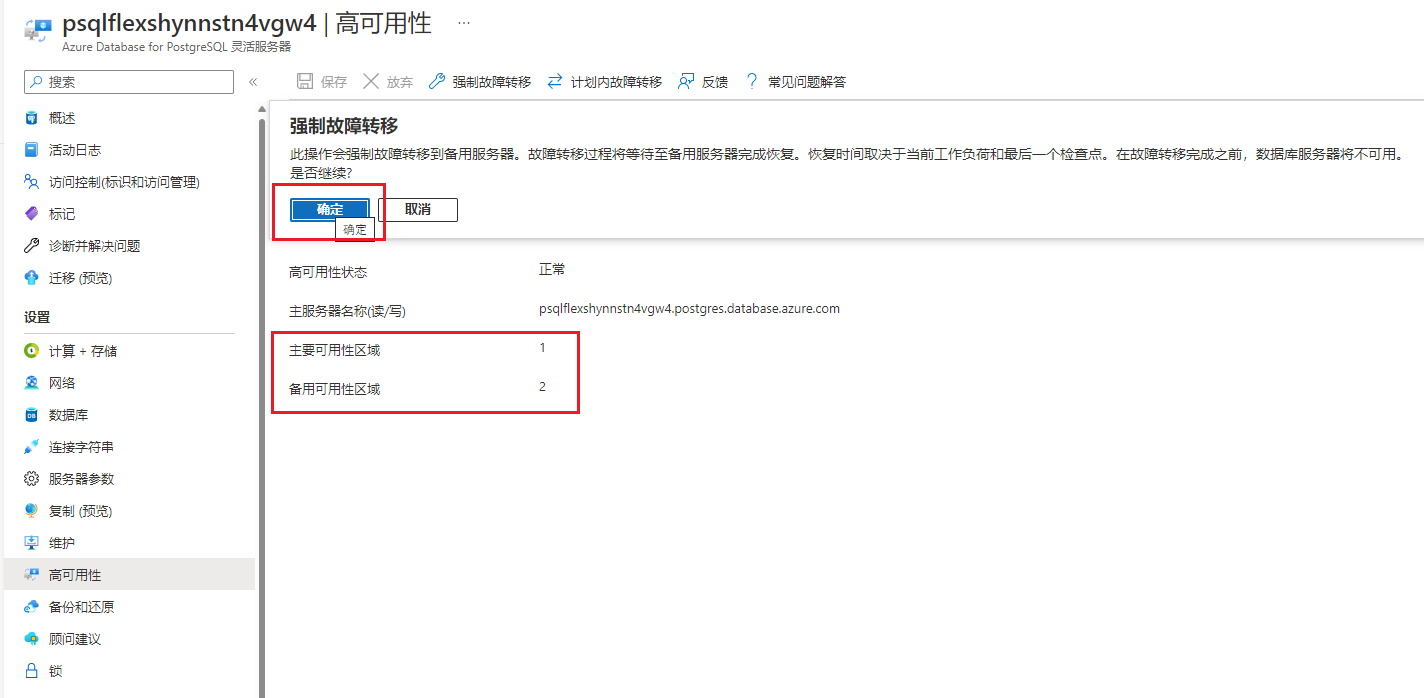 psqlflexshynnstn4vgw4 | 高可用性 ...
Azure Database for PostgreSQL 灵活服务器
搜索
«
保存
放弃
强制故障转移
计划内故障转移
反馈
常见问题解答
概述
活动日志
访问控制(标识和访问管理)
标记
诊断并解决问题
迁移 (预览)
设置
计算 + 存储
网络
数据库
连接字符串
服务器参数
复制 (预览)
维护
高可用性
备份和还原
顾问建议
锁
强制故障转移
此操作会强制故障转移到备用服务器。故障转移过程将等待至备用服务器完成恢复。恢复时间取决于当前工作负荷和最后一个检查点。在故障转移完成之前，数据库服务器将不可用。
是否继续?
确定
取消
确定
高可用性状态 正常
主服务器名称(读/写) psqlflexshynnstn4vgw4.postgres.database.azure.com
主要可用性区域 1
备用可用性区域 2